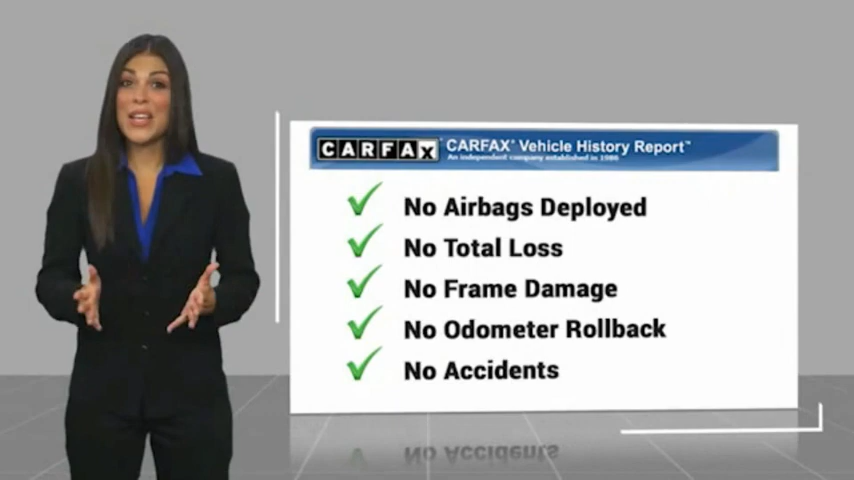 CARFAX
CARFAX® Vehicle History Report™
An independent company established in 1986
No Airbags Deployed
No Total Loss
No Frame Damage
No Odometer Rollback
No Accidents
No Accidents